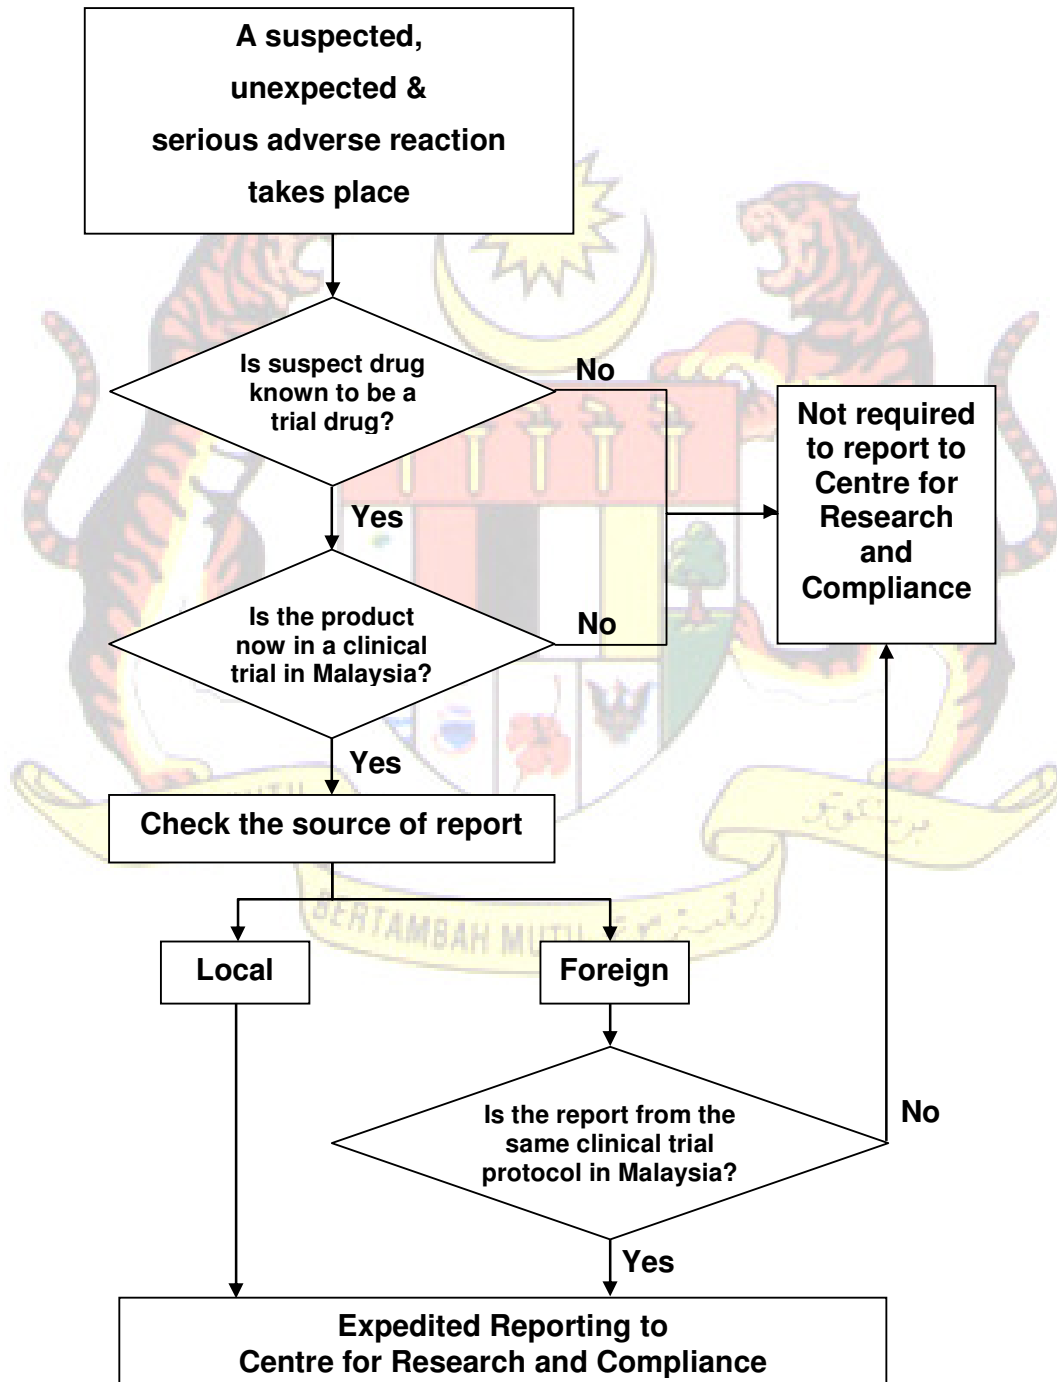 A suspected,
unexpected &
serious adverse reaction
takes place
Is suspect drug
known to be a
trial drug?
No
Not required
to report to
Centre for
Research
and
Compliance
Yes
Is the product
now in a clinical
trial in Malaysia?
No
Yes
Check the source of report
BERTAMBAH MUTU
Local
Foreign
Is the report from the
same clinical trial
protocol in Malaysia?
No
Yes
Expedited Reporting to
Centre for Research and Compliance